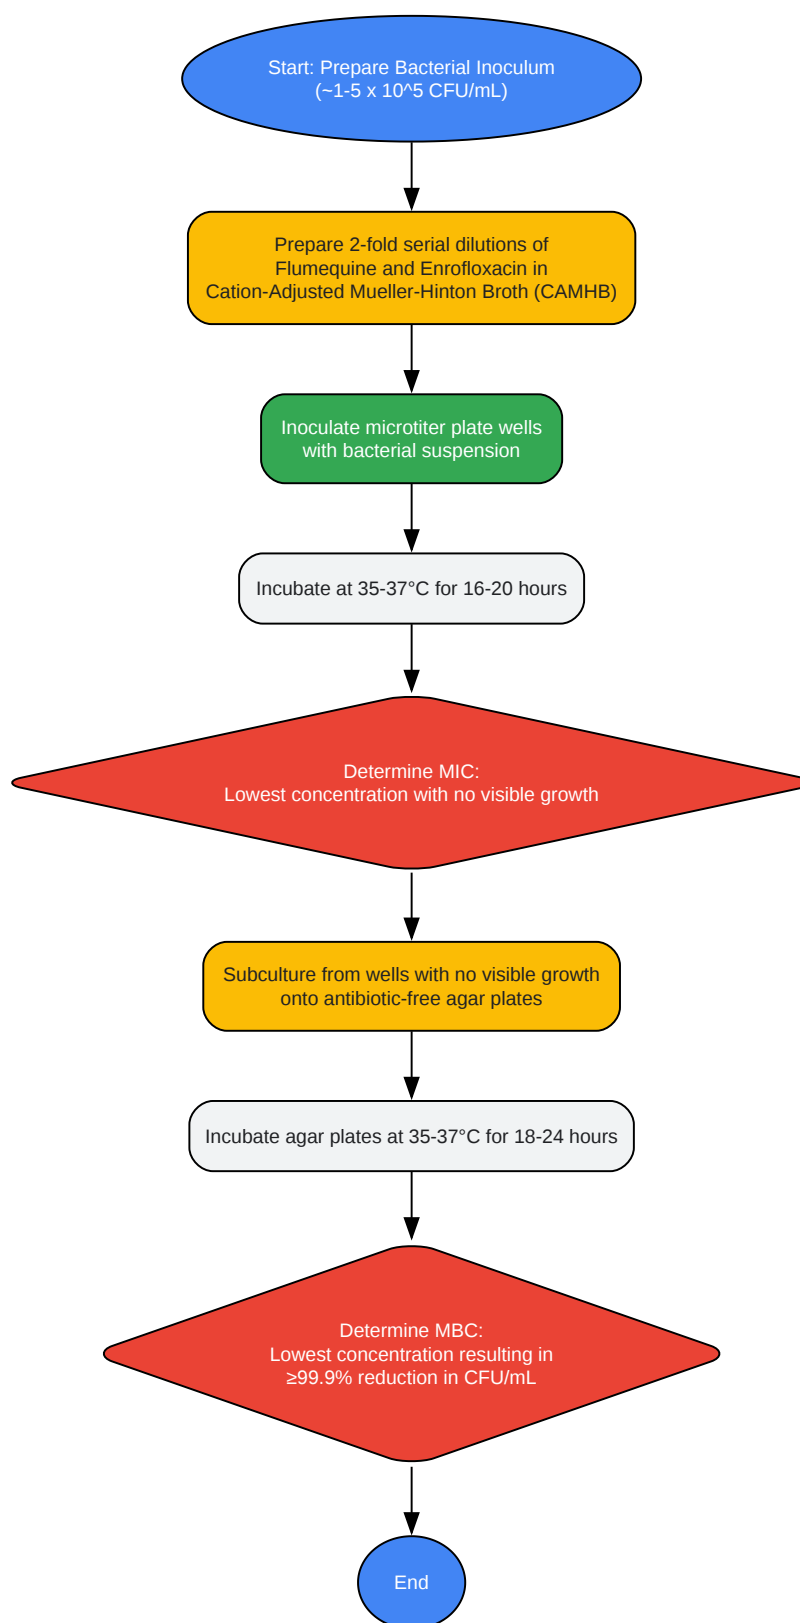 Start: Prepare Bacterial Inoculum
(~1-5 x 10^5 CFU/mL)
Prepare 2-fold serial dilutions of
Flumequine and Enrofloxacin in
Cation-Adjusted Mueller-Hinton Broth (CAMHB)
Inoculate microtiter plate wells
with bacterial suspension
Incubate at 35-37°C for 16-20 hours
Determine MIC:
Lowest concentration with no visible growth
Subculture from wells with no visible growth
onto antibiotic-free agar plates
Incubate agar plates at 35-37°C for 18-24 hours
Determine MBC:
Lowest concentration resulting in
≥99.9% reduction in CFU/mL
End